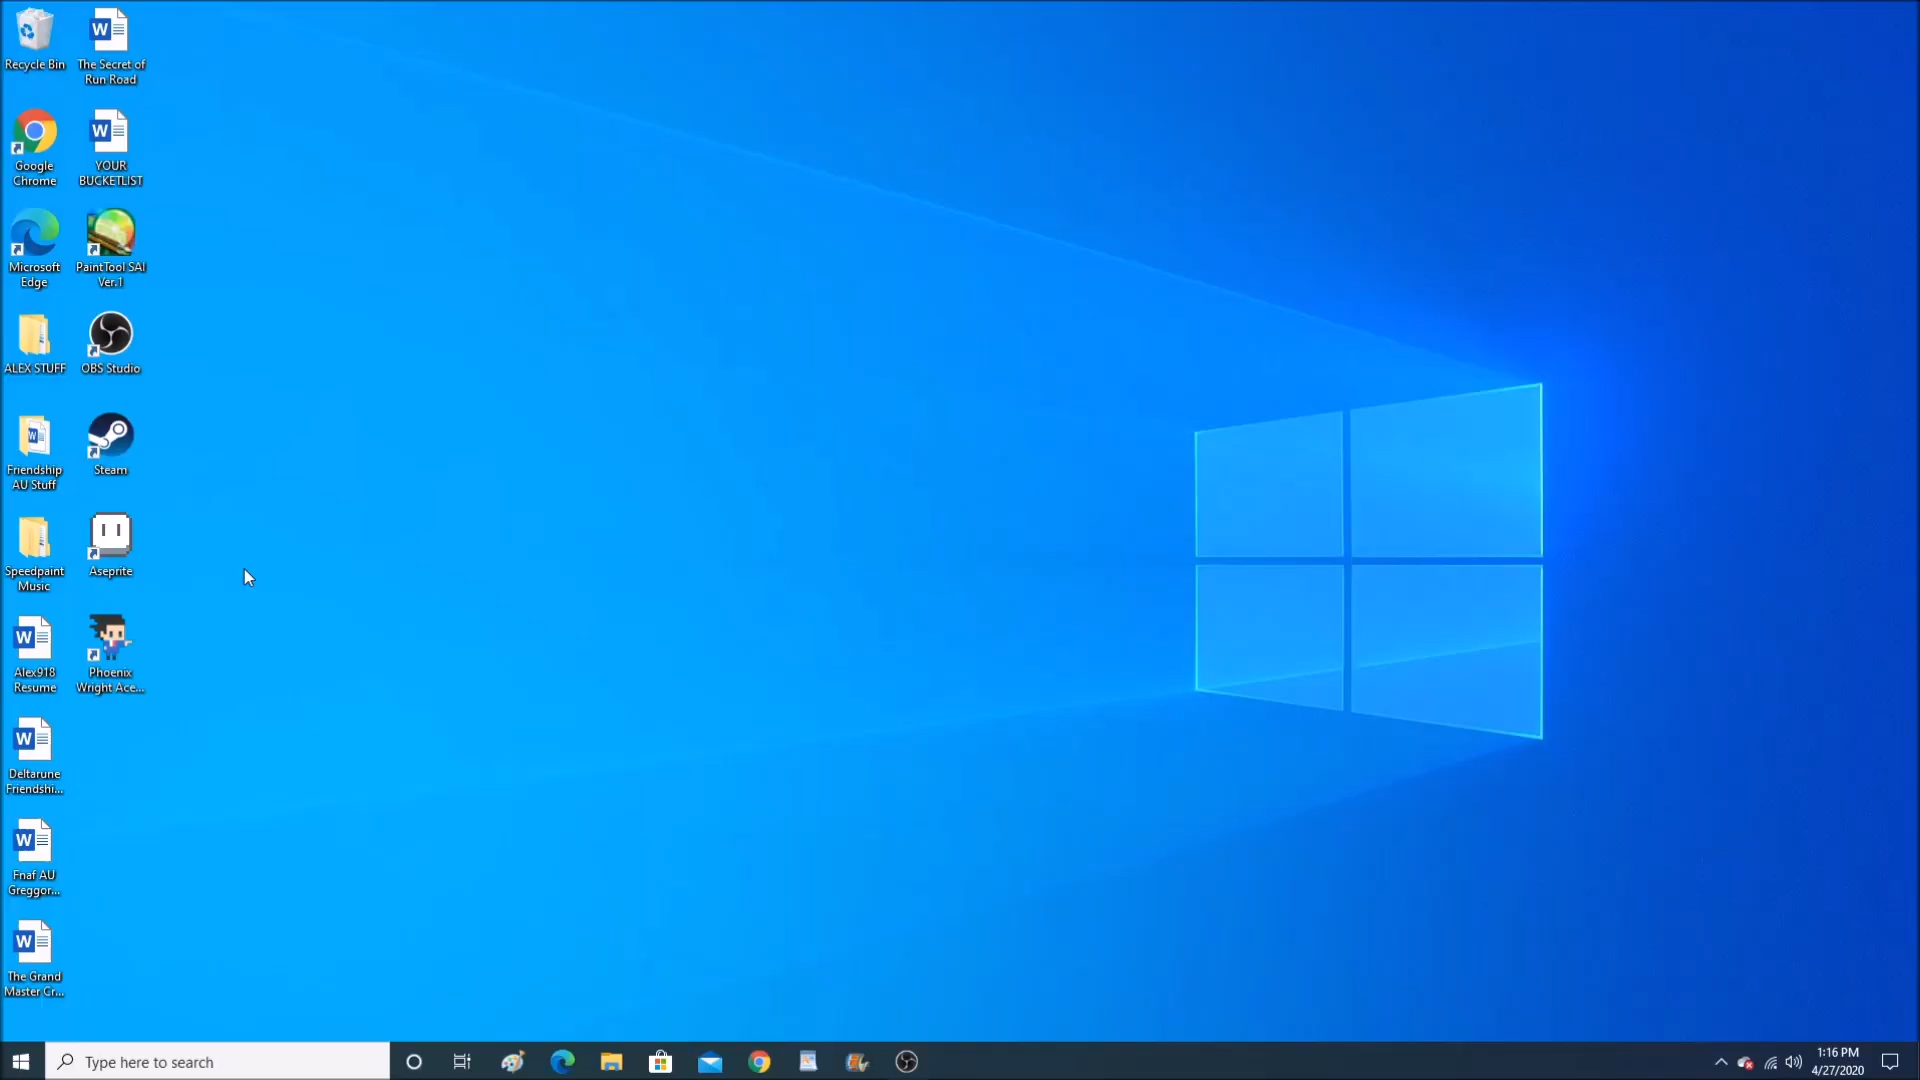 Recycle Bin
The Secret of
Run Road
Google
Chrome
YOUR
BUCKETLIST
Microsoft
Edge
PaintTool SAI
Ver.1
ALEX STUFF
OBS Studio
Friendship
AU Stuff
Steam
Speedpaint
Music
Aseprite
Alex918
Resume
Phoenix
Wright Ace...
Deltarune
Friendshi...
Fnaf AU
Greggor...
The Grand
Master Cr...
Type here to search
1:16 PM
4/27/2020